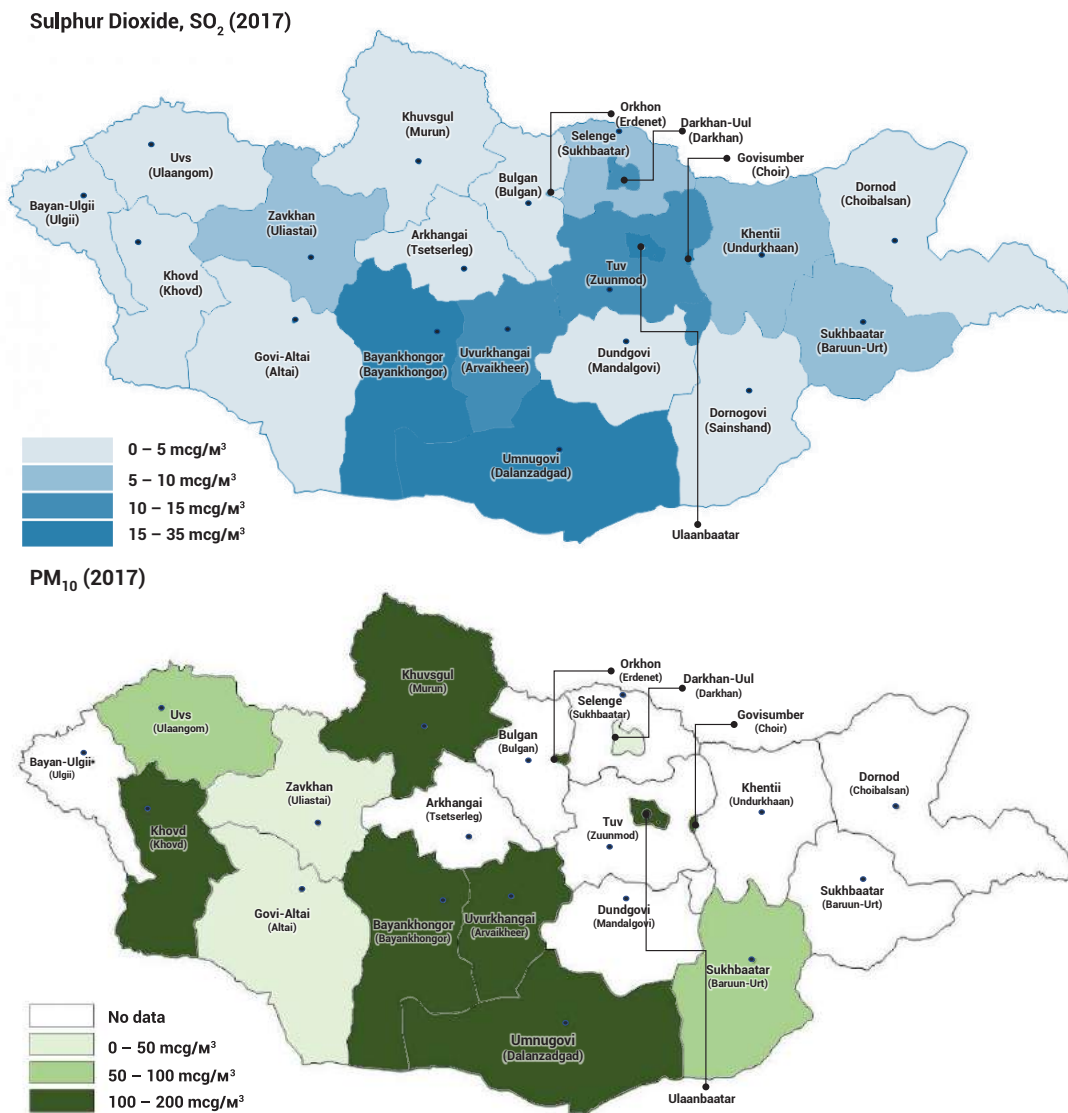 Sulphur Dioxide, SO₂ (2017)
Orkhon
(Erdenet)
Darkhan-Uul
(Darkhan)
Khuvsgul
(Murun)
Selenge
(Sukhbaatar)
Govisumber
(Choir)
Uvs
(Ulaangom)
Bulgan
(Bulgan)
Dornod
(Choibalsan)
Bayan-Ulgii
(Ulgii)
Zavkhan
(Uliastai)
Arkhangai
(Tsetserleg)
Khentii
(Undurkhaan)
Khovd
(Khovd)
Tuv
(Zuunmod)
Sukhbaatar
(Baruun-Urt)
Govi-Altai
(Altai)
Bayankhongor
(Bayankhongor)
Uvurkhangai
(Arvaikheer)
Dundgovi
(Mandalgovi)
Dornogovi
(Sainshand)
Umnugovi
(Dalanzadgad)
0 – 5 mcg/м³
5 – 10 mcg/м³
10 – 15 mcg/м³
15 – 35 mcg/м³
Ulaanbaatar
PM₁₀ (2017)
Orkhon
(Erdenet)
Darkhan-Uul
(Darkhan)
Khuvsgul
(Murun)
Selenge
(Sukhbaatar)
Govisumber
(Choir)
Uvs
(Ulaangom)
Bulgan
(Bulgan)
Dornod
(Choibalsan)
Bayan-Ulgii
(Ulgii)
Zavkhan
(Uliastai)
Arkhangai
(Tsetserleg)
Khentii
(Undurkhaan)
Khovd
(Khovd)
Tuv
(Zuunmod)
Sukhbaatar
(Baruun-Urt)
Govi-Altai
(Altai)
Bayankhongor
(Bayankhongor)
Uvurkhangai
(Arvaikheer)
Dundgovi
(Mandalgovi)
Sukhbaatar
(Baruun-Urt)
Umnugovi
(Dalanzadgad)
No data
0 – 50 mcg/м³
50 – 100 mcg/м³
100 – 200 mcg/м³
Ulaanbaatar